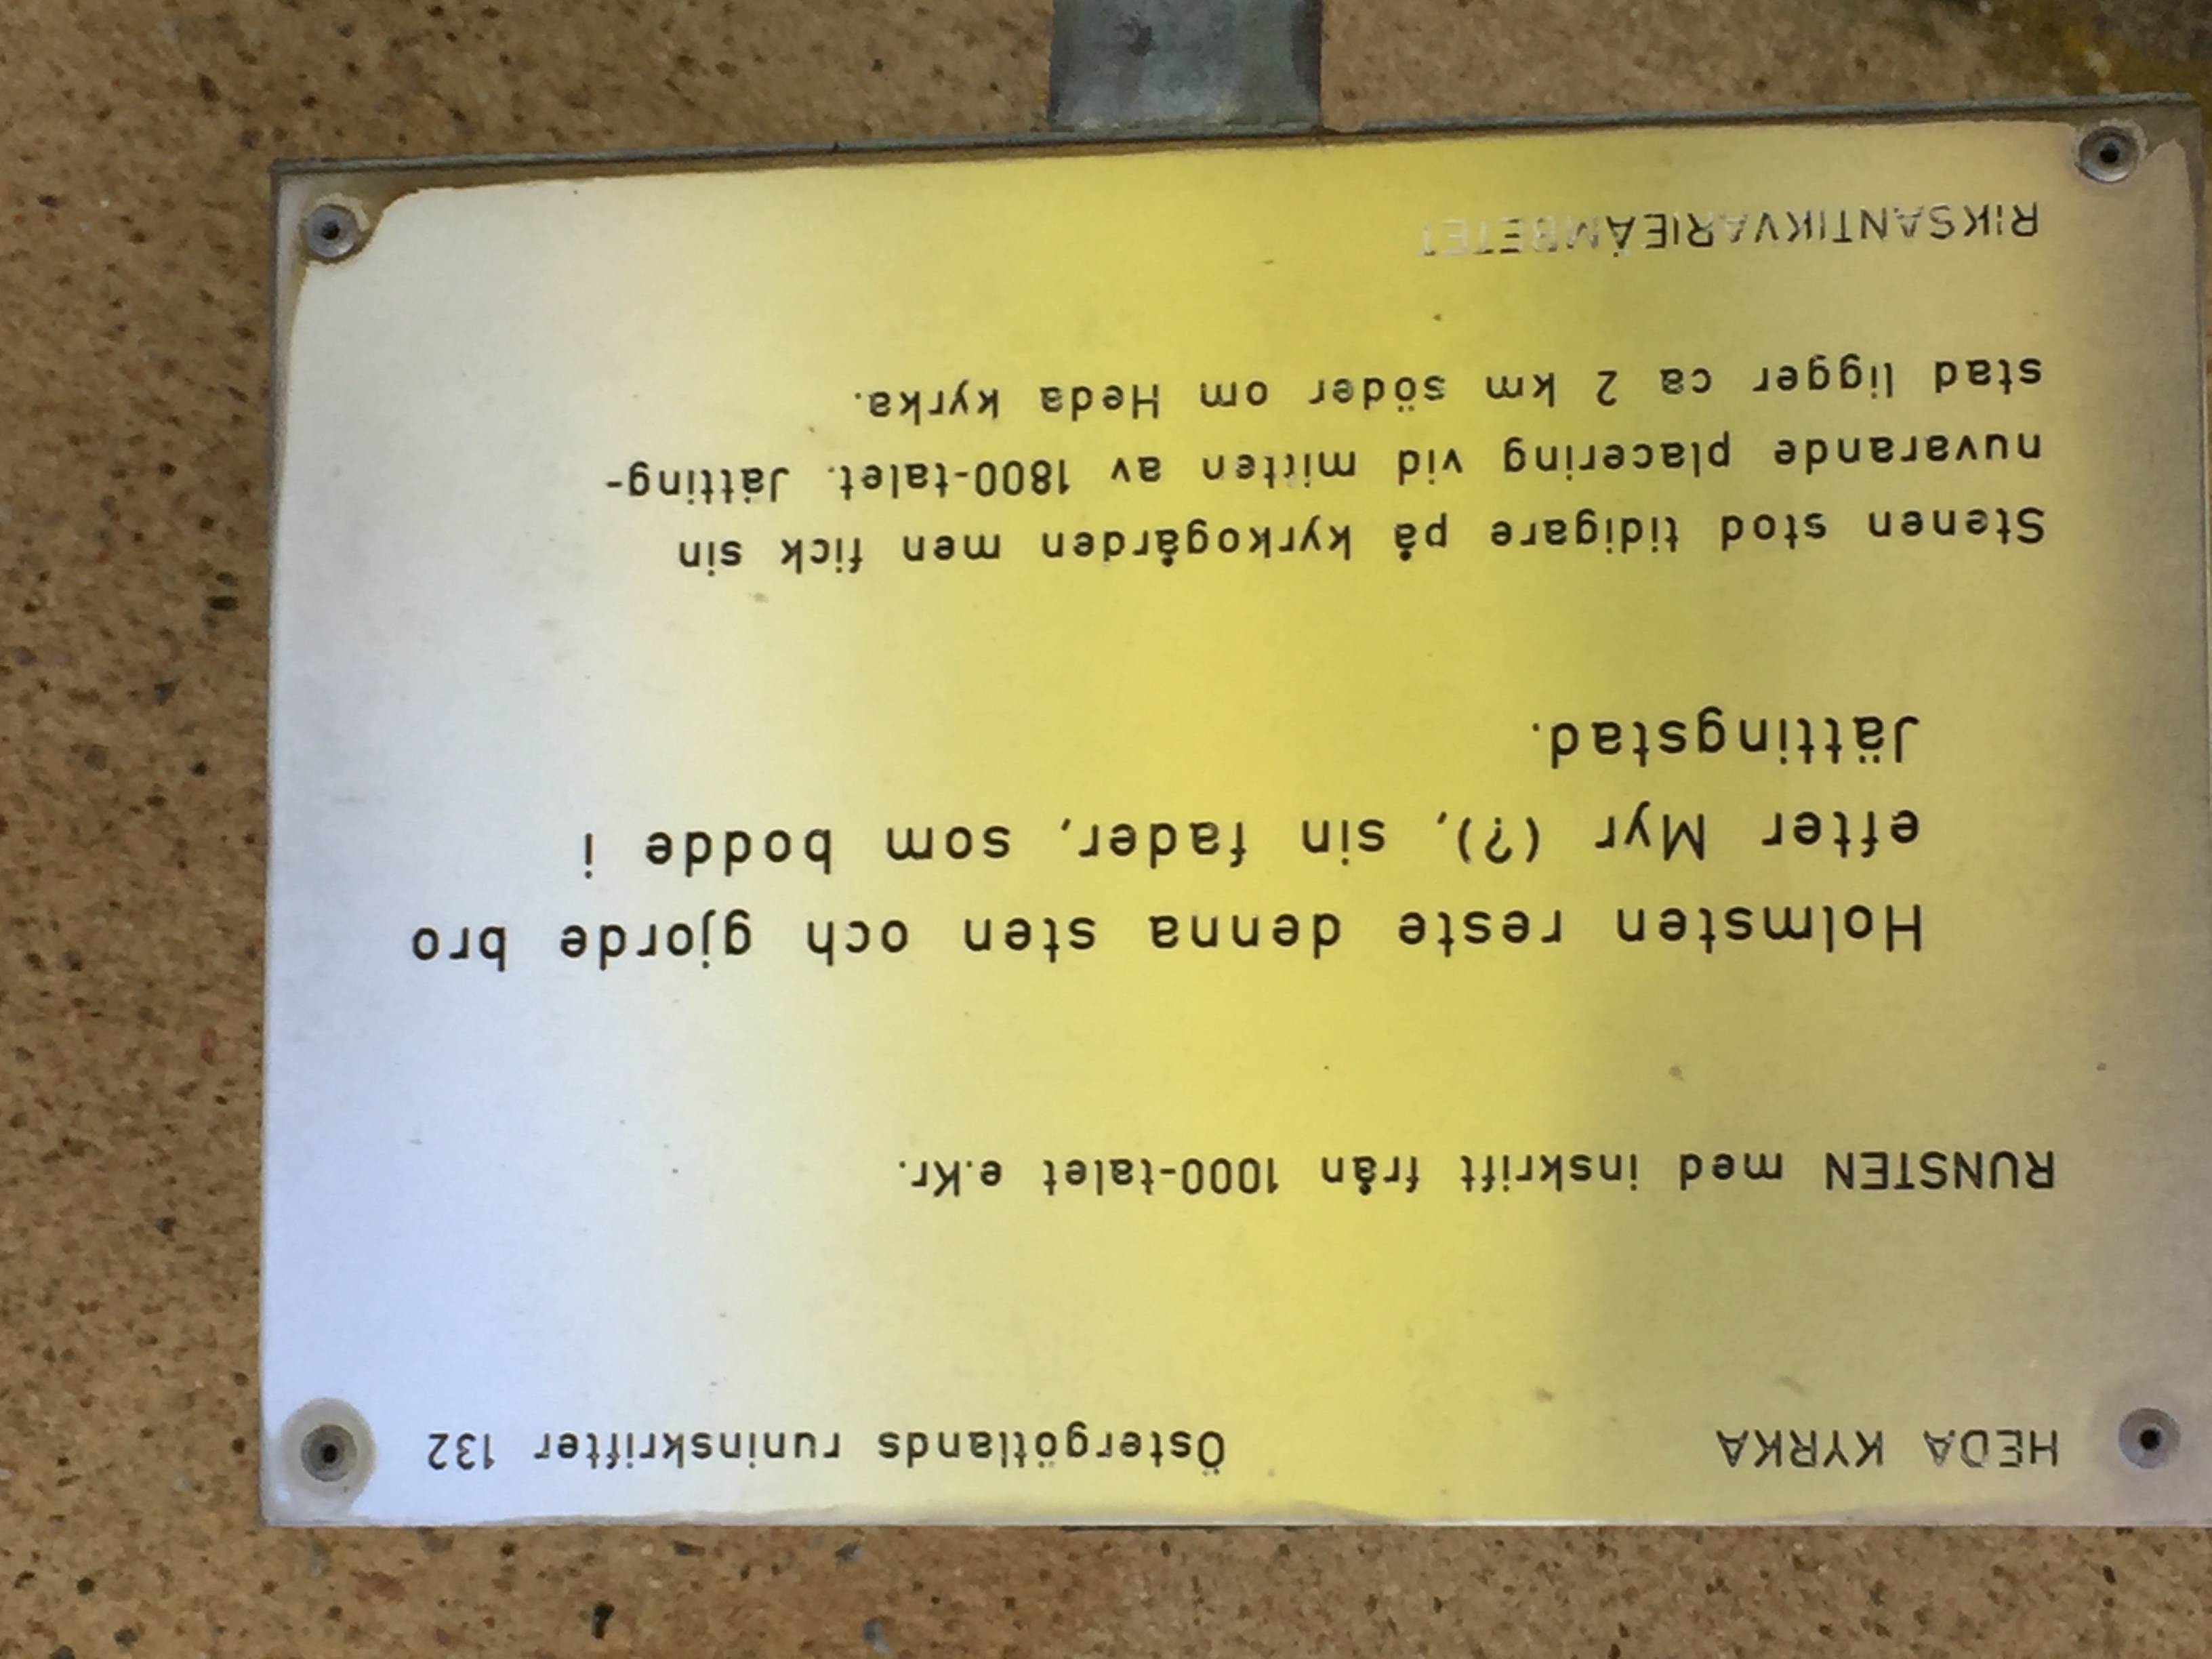 HEDA KYRKA Östergötlands runinskrifter 132
RUNSTEN med inskrift från 1000-talet e.Kr.
Holmsten reste denna sten och gjorde bro
efter Myr (?), sin fader, som bodde i
Jättingstad.
Stenen stod tidigare på kyrkogården men fick sin
nuvarande placering vid mitten av 1800-talet. Jätting-
stad ligger ca 2 km söder om Heda kyrka.
RIKSANTIKVARIEÄMBETET